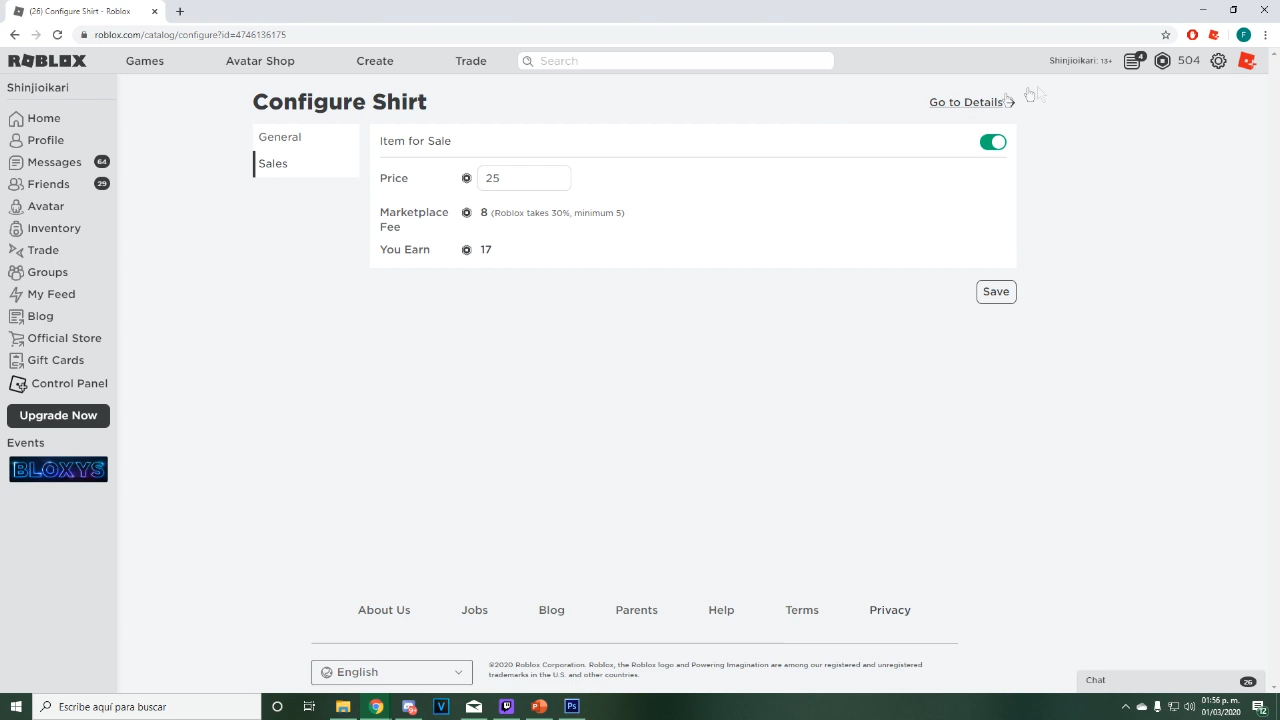 (26) Configure Shirt - Roblox
roblox.com/catalog/configure?id=4746136175
F
ROBLOX
Games
Avatar Shop
Create
Trade
Search
Shinjioikari: 13+
4
504
Shinjioikari
Home
Profile
Messages 64
Friends 29
Avatar
Inventory
Trade
Groups
My Feed
Blog
Official Store
Gift Cards
Control Panel
Upgrade Now
Events
BLOXYS
Configure Shirt
Go to Details
General
Sales
Item for Sale
Price 25
Marketplace Fee 8 (Roblox takes 30%, minimum 5)
You Earn 17
Save
About Us
Jobs
Blog
Parents
Help
Terms
Privacy
English
©2020 Roblox Corporation. Roblox, the Roblox logo and Powering Imagination are among our registered and unregistered
trademarks in the U.S. and other countries.
Chat 26
Escribe aquí para buscar
01:56 p. m.
01/03/2020